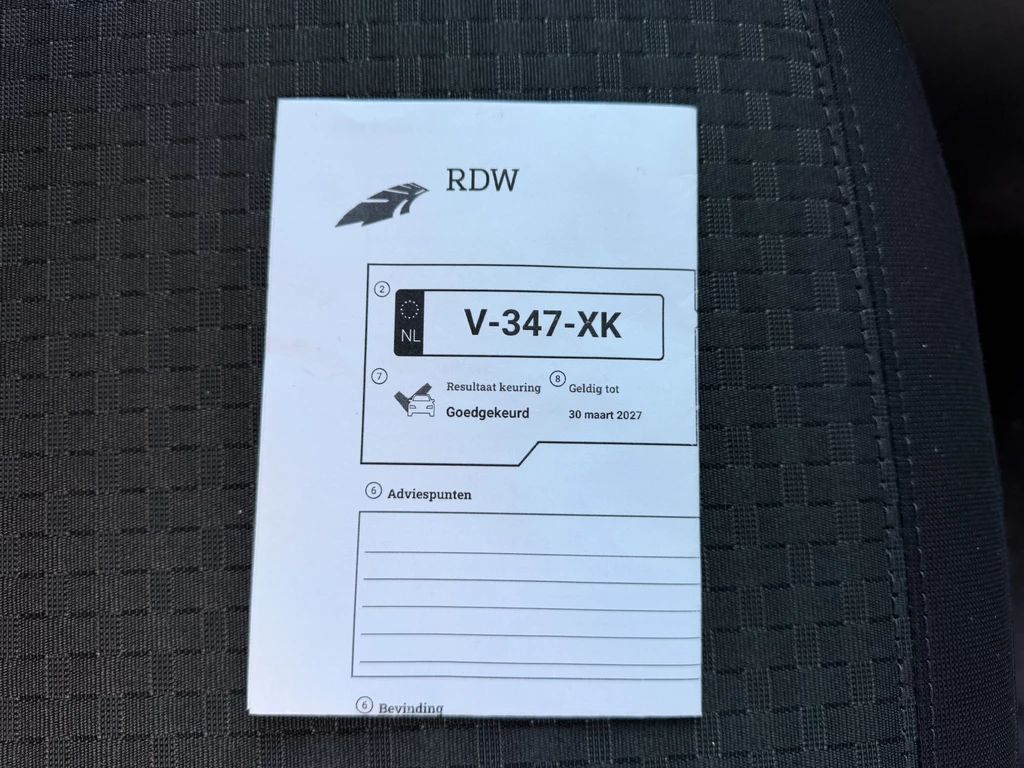 RDW
2
NL
V-347-XK
7
Resultaat keuring
8
Geldig tot
Goedgekeurd
30 maart 2027
6 Adviespunten
6 Bevinding